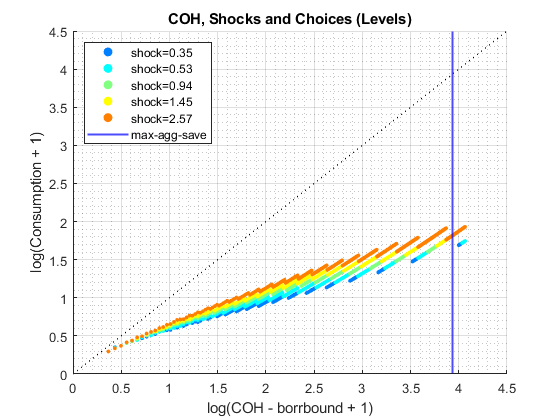 COH, Shocks and Choices (Levels)
4.5
4
3.5
3
2.5
2
1.5
1
0.5
0
log(Consumption + 1)
shock=0.35
shock=0.53
shock=0.94
shock=1.45
shock=2.57
max-agg-save
0 0.5 1 1.5 2 2.5 3 3.5 4 4.5
log(COH - borrbound + 1)